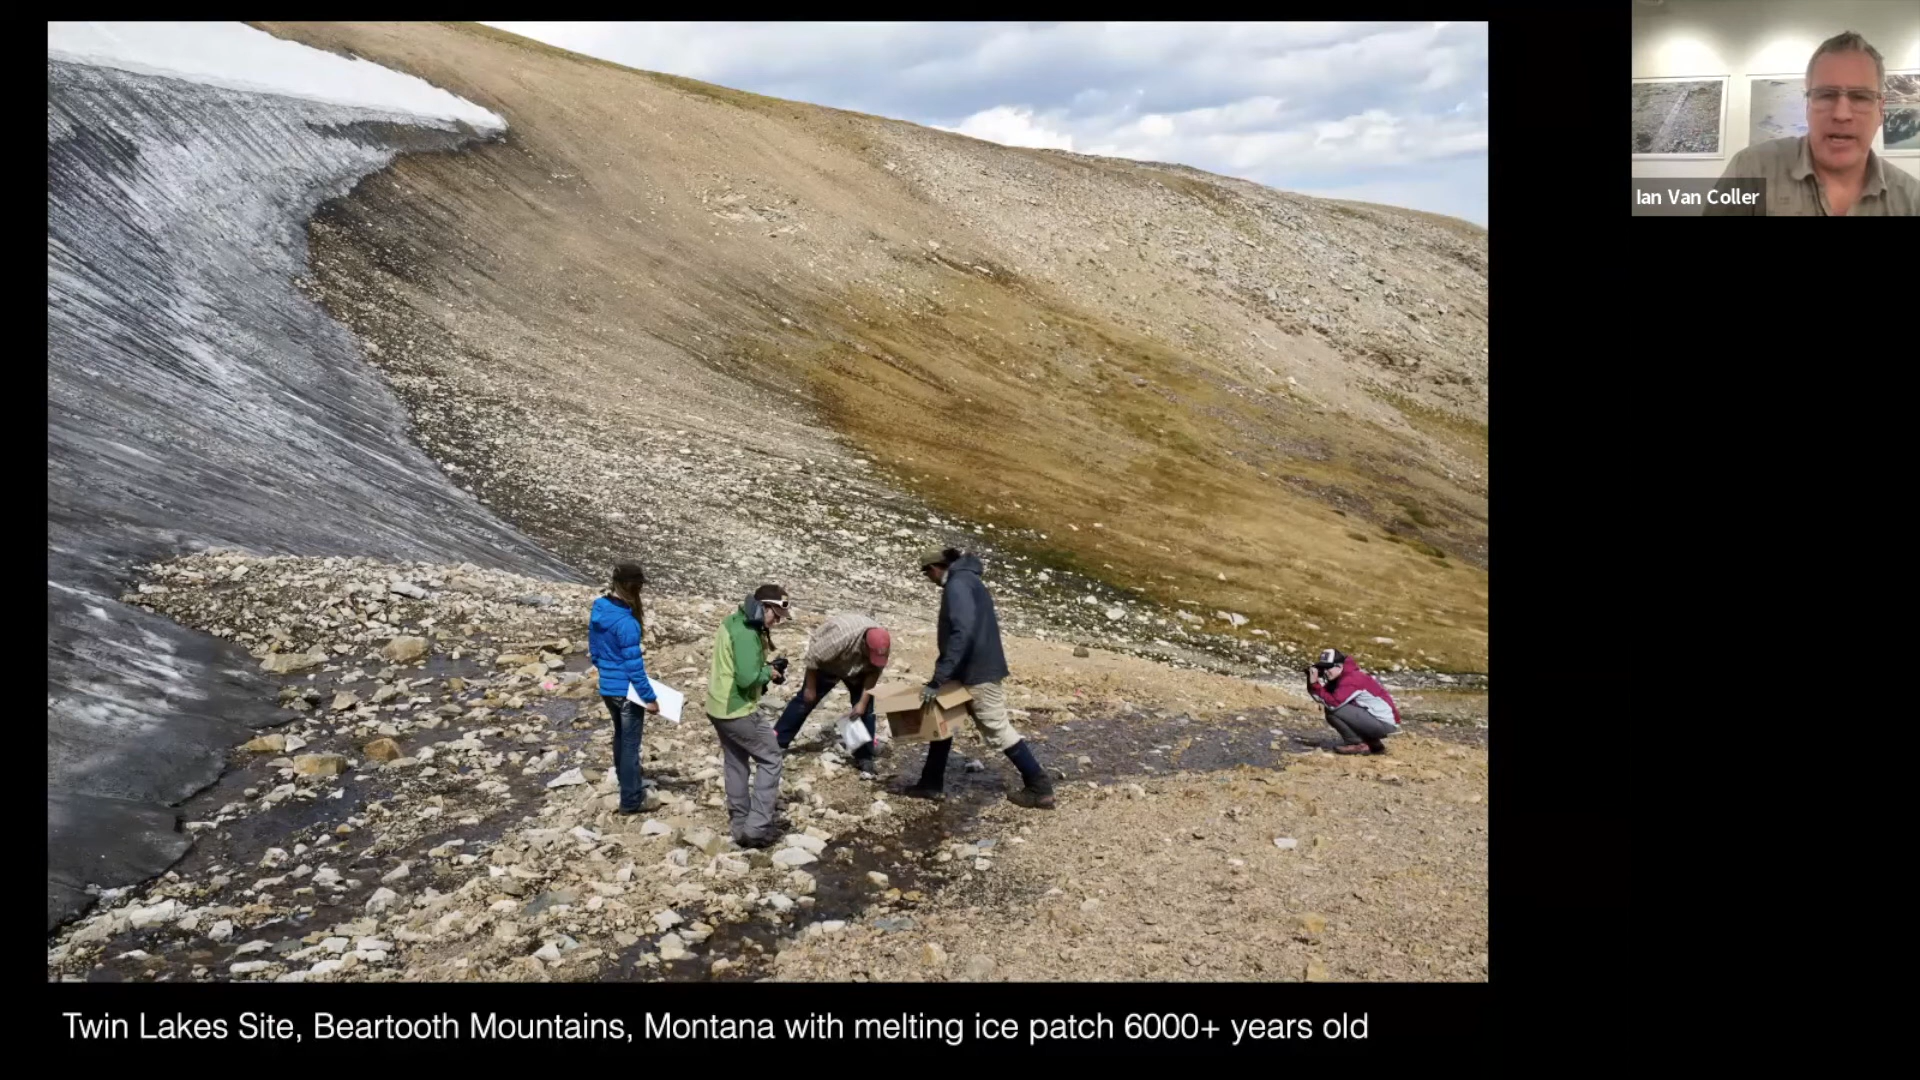 Ian Van Coller
Twin Lakes Site, Beartooth Mountains, Montana with melting ice patch 6000+ years old